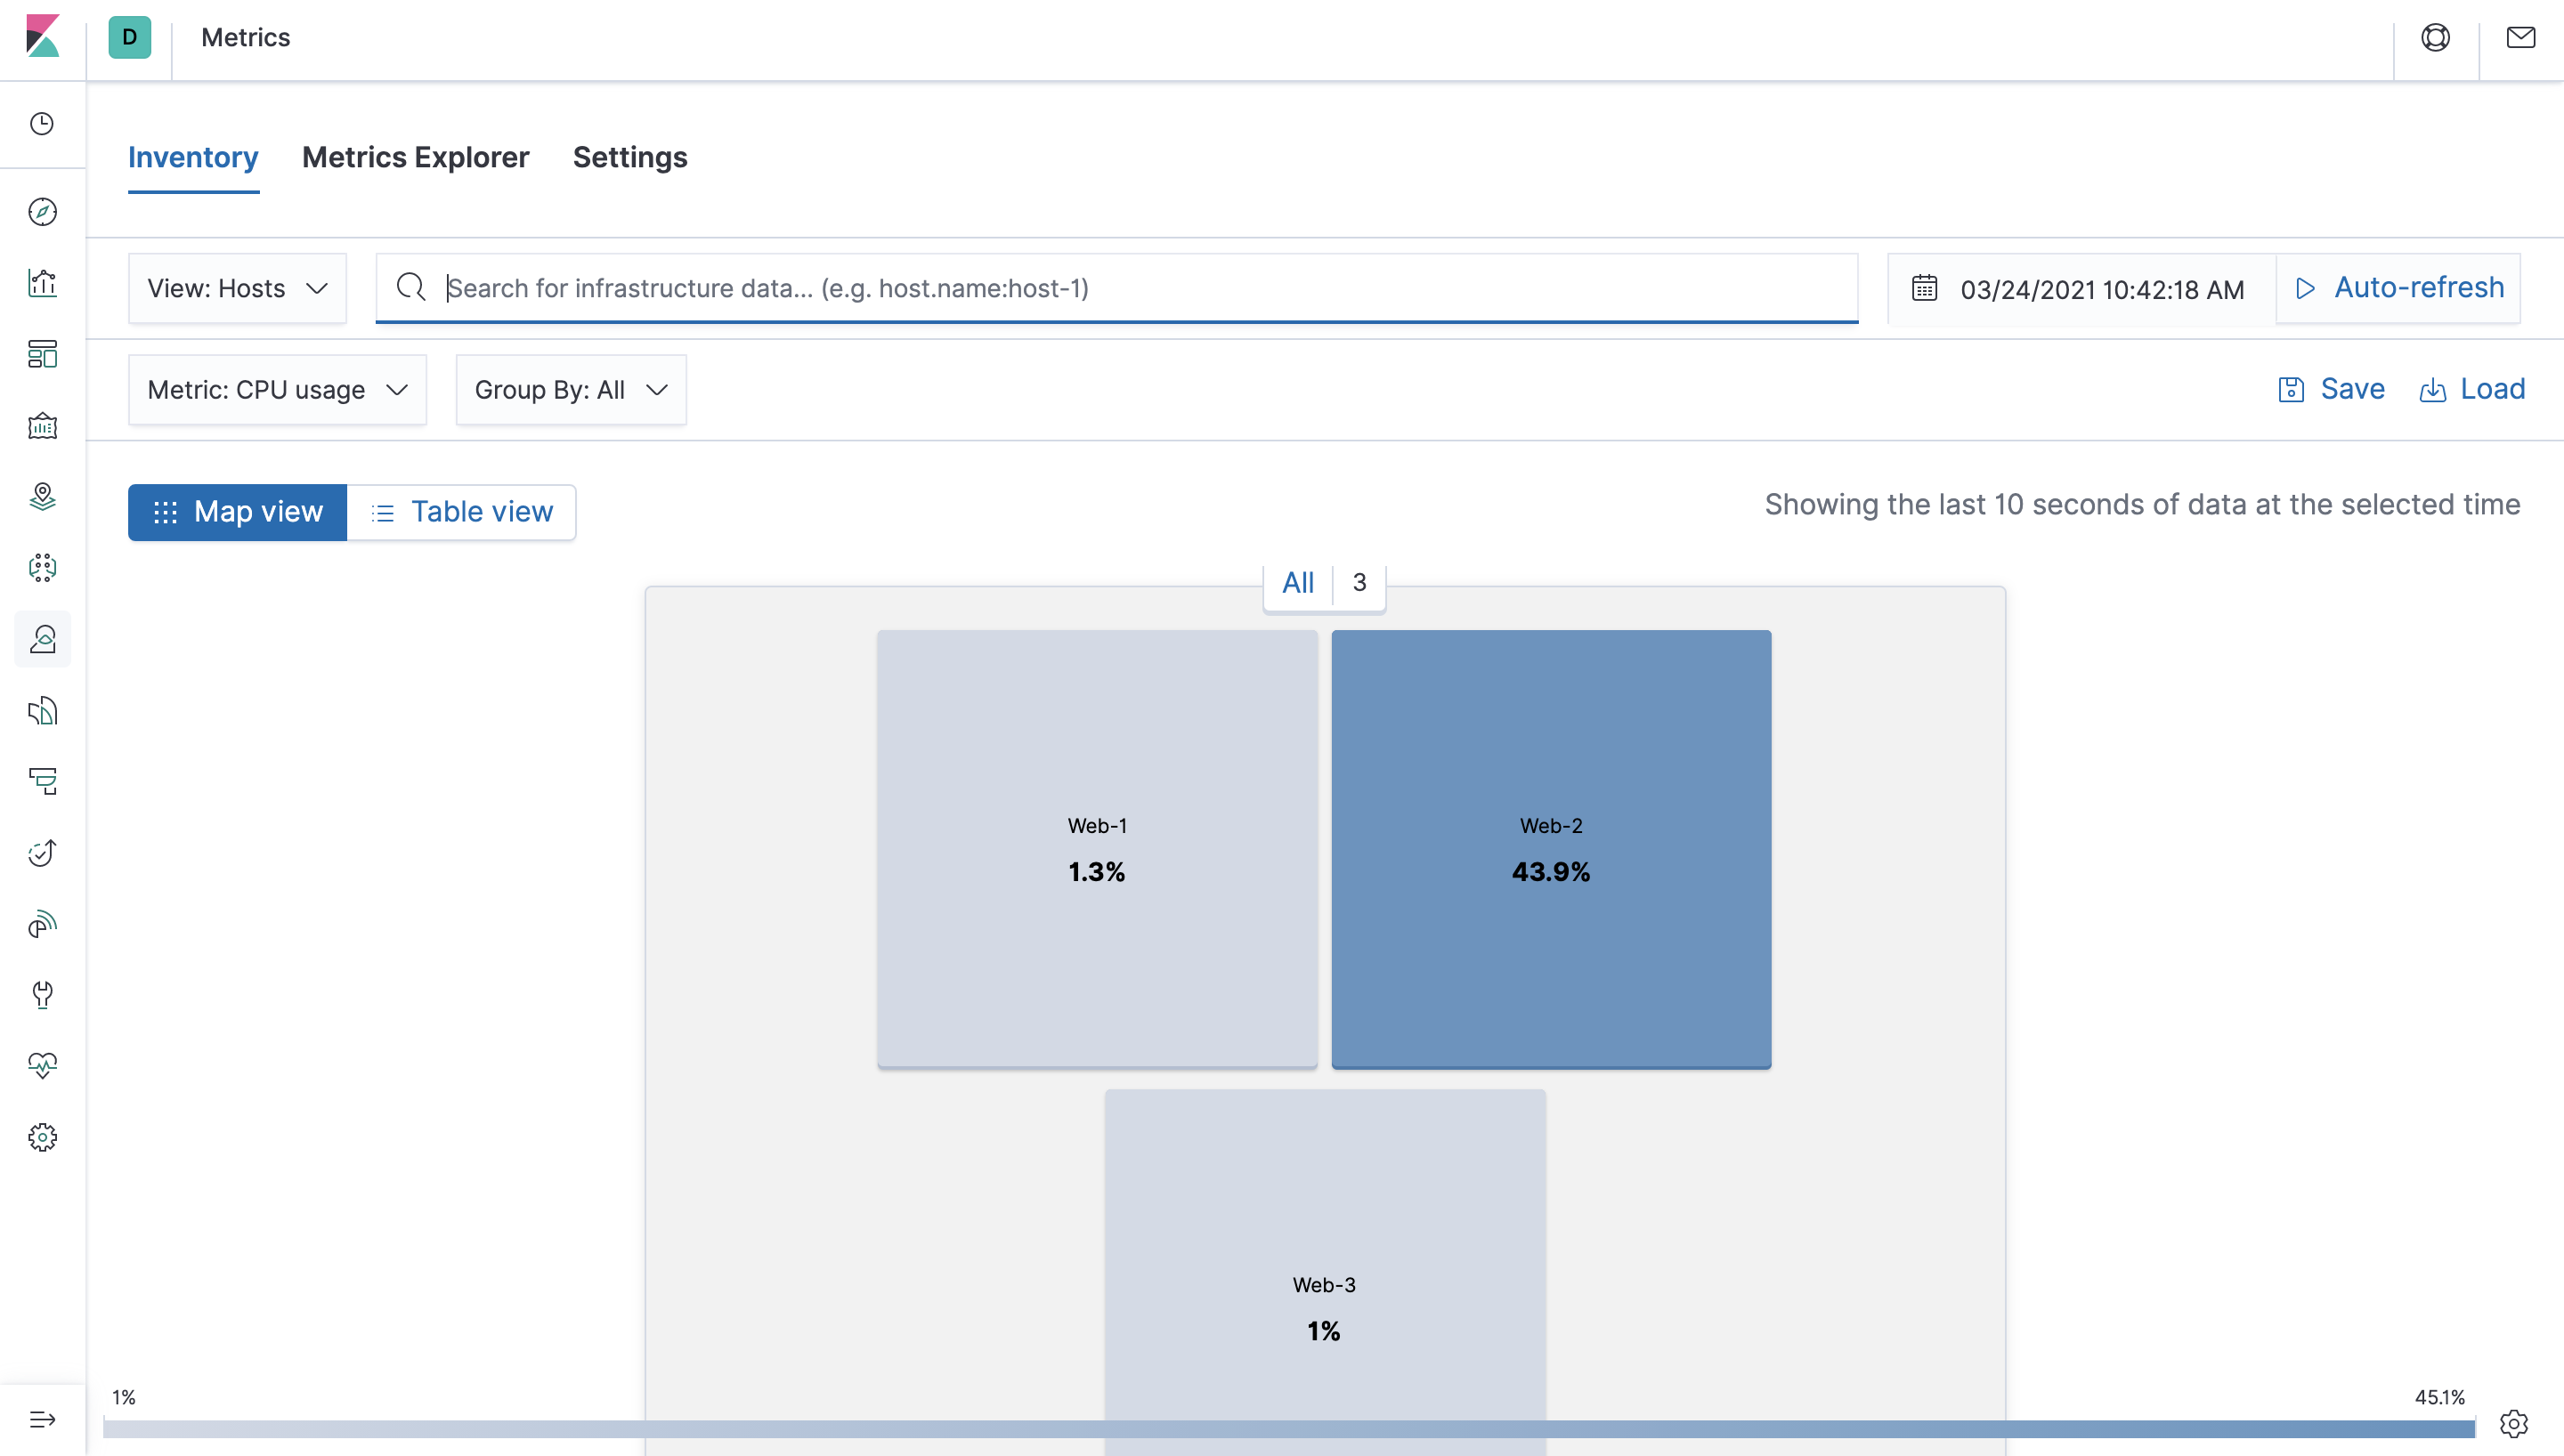 D
Metrics
Inventory
Metrics Explorer
Settings
View: Hosts
Search for infrastructure data... (e.g. host.name:host-1)
03/24/2021 10:42:18 AM
Auto-refresh
Metric: CPU usage
Group By: All
Save
Load
Map view
Table view
Showing the last 10 seconds of data at the selected time
All
3
Web-1
1.3%
Web-2
43.9%
Web-3
1%
1%
45.1%